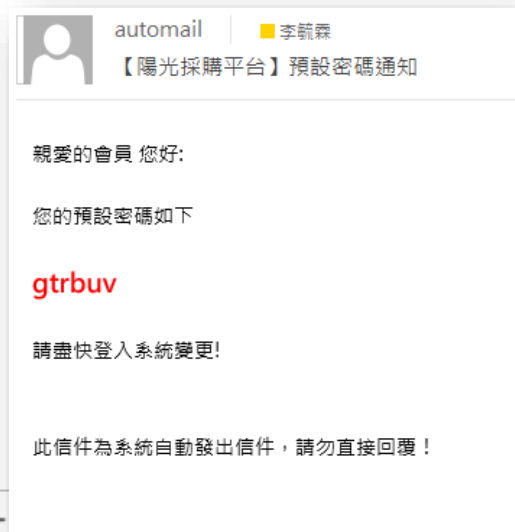 automail 李毓霖
【陽光採購平台】預設密碼通知
親愛的會員 您好:
您的預設密碼如下
gtrbuv
請盡快登入系統變更!
此信件為系統自動發出信件，請勿直接回覆！